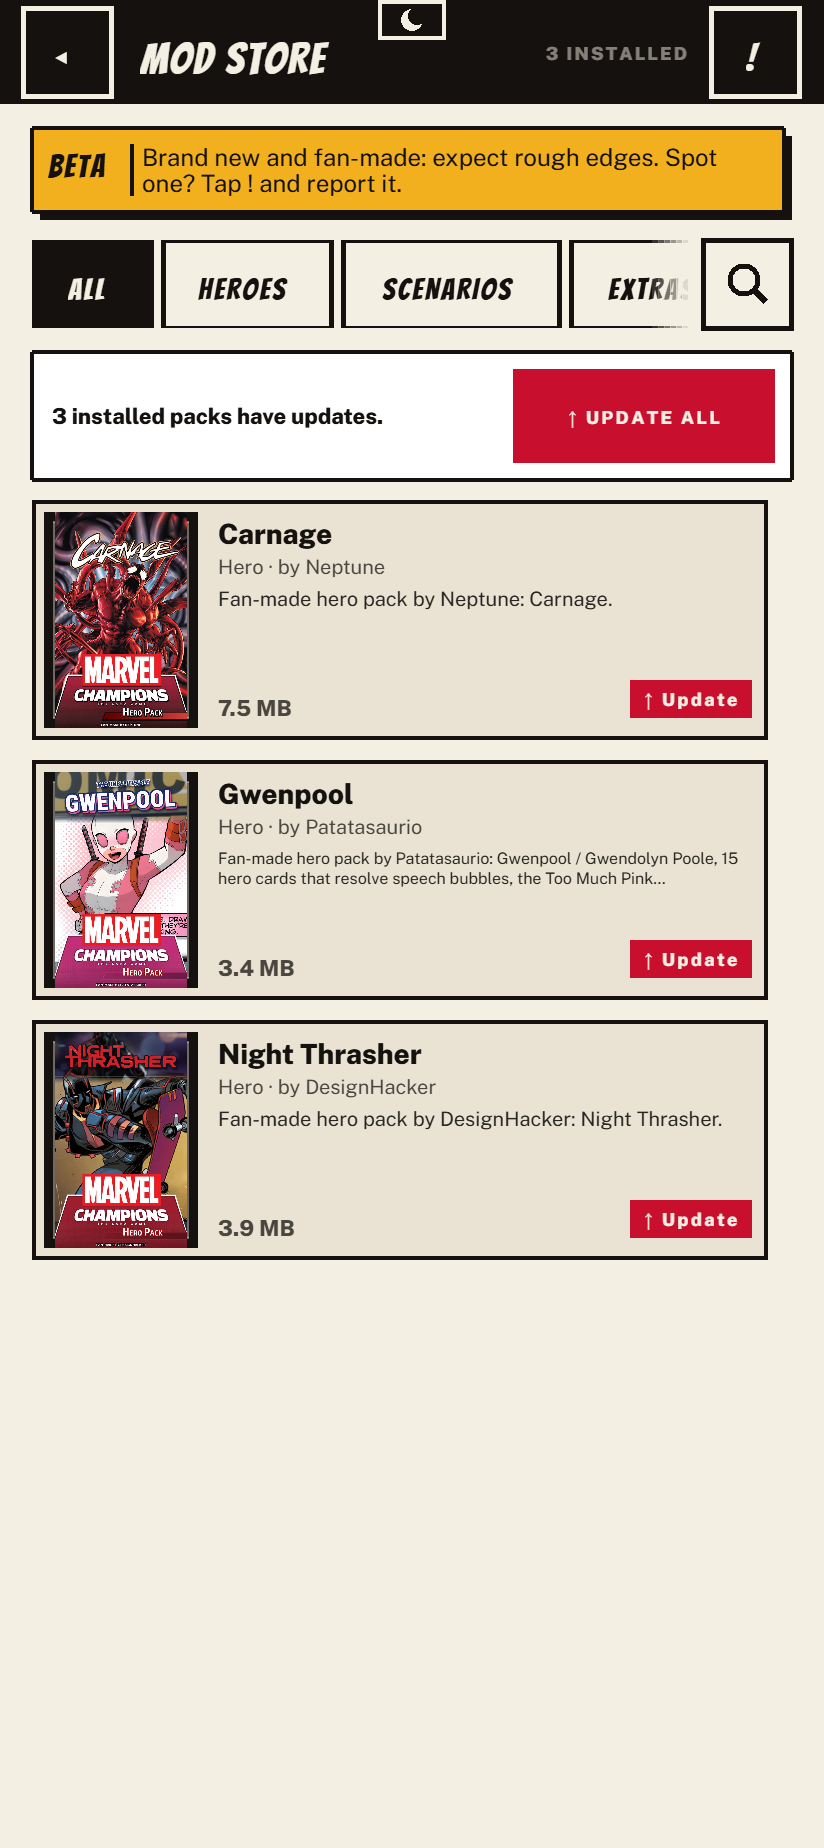 MOD STORE
3 INSTALLED
!
BETA
Brand new and fan-made: expect rough edges. Spot
one? Tap ! and report it.
ALL
HEROES
SCENARIOS
EXTRAS
3 installed packs have updates.
↑ UPDATE ALL
CARNAGE
MARVEL
CHAMPIONS
HERO PACK
Carnage
Hero · by Neptune
Fan-made hero pack by Neptune: Carnage.
7.5 MB
↑ Update
GWENPOOL
MARVEL
CHAMPIONS
HERO PACK
Gwenpool
Hero · by Patatasaurio
Fan-made hero pack by Patatasaurio: Gwenpool / Gwendolyn Poole, 15
hero cards that resolve speech bubbles, the Too Much Pink...
3.4 MB
↑ Update
NIGHT
THRASHER
MARVEL
CHAMPIONS
HERO PACK
Night Thrasher
Hero · by DesignHacker
Fan-made hero pack by DesignHacker: Night Thrasher.
3.9 MB
↑ Update